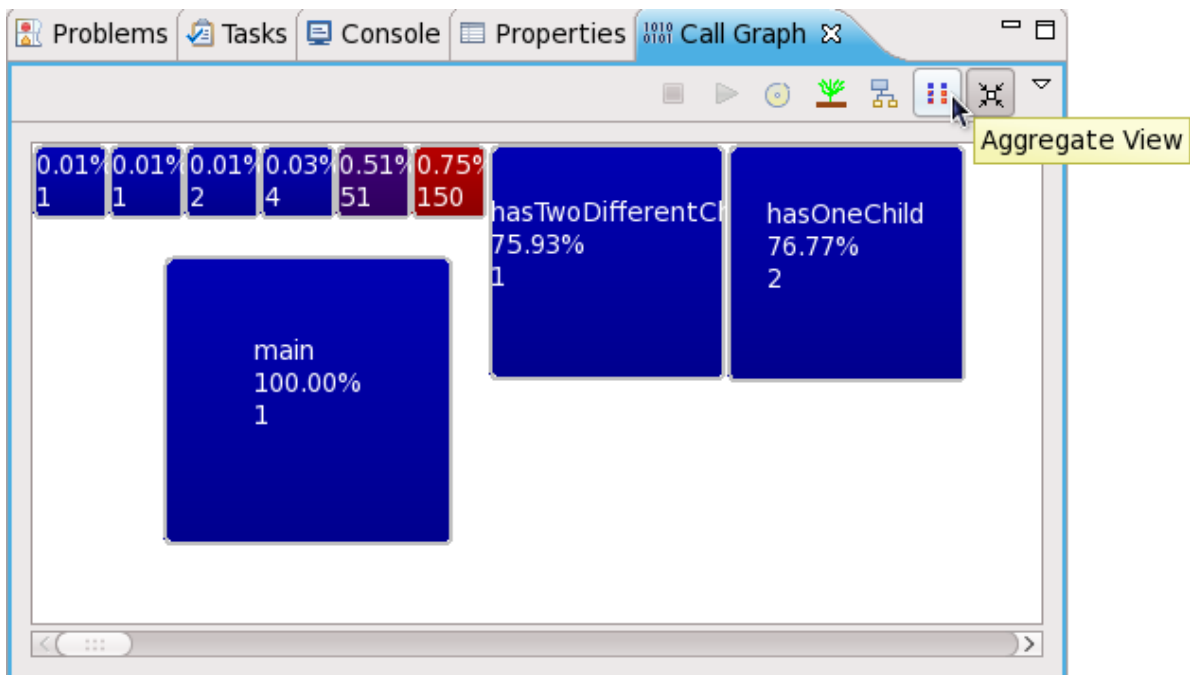 Problems Tasks Console Properties 1010 0101 Call Graph
Aggregate View
0.01% 0.01% 0.01% 0.03% 0.51% 0.75%
1 1 2 4 51 150
hasTwoDifferentCh
75.93%
1
hasOneChild
76.77%
2
main
100.00%
1